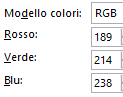 Modello colori: RGB
Rosso: 189
Verde: 214
Blu: 238